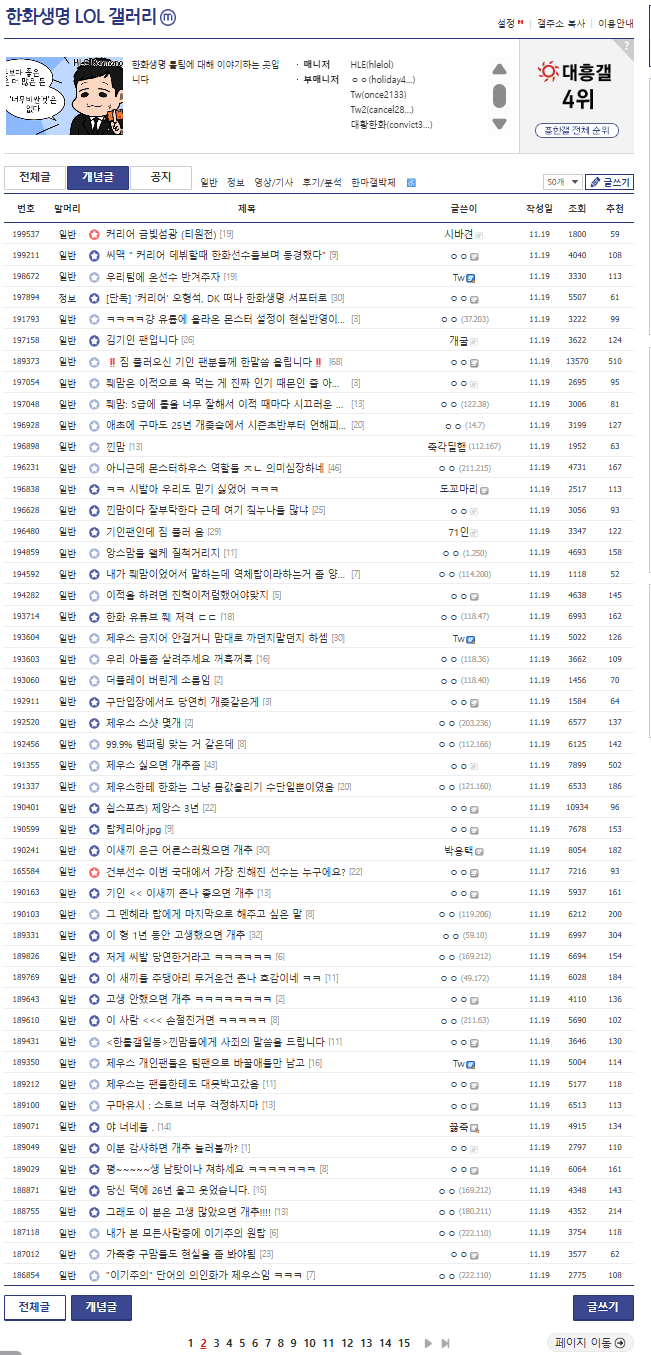 한화생명 LOL 갤러리 ⓜ
설정 갤주소 복사 이용안내
한화생명 롤팀에 대해 이야기하는 곳입니다
· 매니저 HLE(hlelol)
· 부매니저 ㅇㅇ(holiday4...)
Tw(once2133)
Tw2(cancel28...)
대황한화(convict3...)
?
대흥갤
4위
흥한갤 전체 순위
전체글 개념글 공지 일반 정보 영상/기사 후기/분석 한마갤박제 50개 글쓰기
번호 말머리 제목 글쓴이 작성일 조회 추천
199537 일반 커리어 금빛섬광 (티원전) [19] 시바견 11.19 1800 59
199211 일반 씨맥 " 커리어 데뷔할때 한화선수들보며 동경했다" [9] ㅇㅇ 11.19 4040 108
198672 일반 우리팀에 온선수 반겨주자 [19] Tw 11.19 3330 113
197894 정보 [단독] '커리어' 오형석, DK 떠나 한화생명 서포터로 [30] ㅇㅇ 11.19 5507 61
191793 일반 ㅋㅋㅋㅋ걍 유틉에 올라온 몬스터 설정이 현실반영이... [3] ㅇㅇ (37.203) 11.19 3222 99
197158 일반 김기인 팬입니다 [26] 개굴 11.19 3622 124
189373 일반 ‼ 짐 플러오신 기인 팬분들께 한말씀 올립니다 ‼ [68] ㅇㅇ 11.19 13570 510
197054 일반 퀘맘은 이적으로 욕 먹는 게 진짜 인기 때문인 줄 아... [3] ㅇㅇ 11.19 2695 95
197048 일반 퀘맘: S급에 롤을 너무 잘해서 이적 때마다 시끄러운 ... [13] ㅇㅇ (122.38) 11.19 3006 81
196928 일반 애초에 구마도 25년 개좆숲에서 시즌초반부터 언해피... [20] ㅇㅇ (14.7) 11.19 3199 127
196898 일반 낀맘 [13] 즉각딜햄 (112.167) 11.19 1952 63
196231 일반 아니근데 몬스터하우스 역할들 ㅈㄴ 의미심장하네 [46] ㅇㅇ (211.215) 11.19 4731 167
196838 일반 ㅋㅋ 시발아 우리도 믿기 싫었어 ㅋㅋㅋ 도꼬마리 11.19 2517 113
196628 일반 낀맘이다 잘부탁한다 근데 여기 칰누나들 많냐 [25] ㅇㅇ 11.19 3056 93
196480 일반 기인팬인데 짐 풀러 옴 [29] 71인 11.19 3347 122
194859 일반 앙스맘들 왤케 질척거리지 [11] ㅇㅇ (1.250) 11.19 4693 158
194592 일반 내가 퀘맘이었어서 말하는데 역체탑이라하는거 좀 양... [7] ㅇㅇ (114.200) 11.19 1118 52
194282 일반 이적을 하려면 진혁이처럼했어야맞지 [5] ㅇㅇ 11.19 4638 145
193714 일반 한화 유튜브 퀘 저격 ㄷㄷ [18] ㅇㅇ (118.47) 11.19 6993 162
193604 일반 제우스 금지어 안걸거니 맘대로 까던지말던지 하셈 [30] Tw 11.19 5022 126
193603 일반 우리 아들좀 살려주세요 꺼흑꺼흑 [16] ㅇㅇ (118.36) 11.19 3662 109
193060 일반 더플레이 버린게 소름임 [2] ㅇㅇ (118.40) 11.19 1456 70
192911 일반 구단입장에서도 당연히 개좆같은게 [3] ㅇㅇ 11.19 1584 64
192520 일반 제우스 스샷 몇개 [2] ㅇㅇ (203.236) 11.19 6577 137
192456 일반 99.9% 템퍼링 맞는 거 같은데 [8] ㅇㅇ (112.166) 11.19 6125 142
191355 일반 제우스 싫으면 개추좀 [43] ㅇㅇ 11.19 7899 502
191337 일반 제우스한테 한화는 그냥 몸값올리기 수단일뿐이였음 [20] ㅇㅇ (121.160) 11.19 6533 186
190401 일반 쉽스포츠) 제앙스 3년 [22] ㅇㅇ 11.19 10934 96
190599 일반 탑케리아.jpg [9] ㅇㅇ 11.19 7678 153
190241 일반 이새끼 은근 어른스러웠으면 개추 [30] 박응택 11.19 8054 182
165584 일반 건부선수 이번 국대에서 가장 친해진 선수는 누구에요? [22] ㅇㅇ 11.17 7216 93
190163 일반 기인 << 이새끼 존나 좋으면 개추 [13] ㅇㅇ 11.19 5937 161
190103 일반 그 멘헤라 탑에게 마지막으로 해주고 싶은 말 [8] ㅇㅇ (119.206) 11.19 6212 200
189331 일반 이 형 1년 동안 고생했으면 개추 [32] ㅇㅇ (59.10) 11.19 6997 304
189826 일반 저게 씨발 당연한거라고 ㅋㅋㅋㅋㅋㅋ [6] ㅇㅇ (169.212) 11.19 6694 154
189769 일반 이 새끼들 주댕아리 무거운건 존나 호감이네 ㅋㅋ [11] ㅇㅇ (49.172) 11.19 6028 184
189643 일반 고생 안했으면 개추 ㅋㅋㅋㅋㅋㅋㅋㅋ [2] ㅇㅇ 11.19 4110 136
189610 일반 이 사람 <<< 손절친거면 ㅋㅋㅋㅋㅋ [8] ㅇㅇ (211.63) 11.19 5690 102
189431 일반 <한틀갤일동>낀맘들에게 사죄의 말씀을 드립니다 [11] ㅇㅇ 11.19 3646 130
189350 일반 제우스 개인팬들은 팀팬으로 바꿀애들만 남고 [16] Tw 11.19 5004 114
189212 일반 제우스는 팬들한테도 대못박고갔음 [11] ㅇㅇ 11.19 5177 118
189100 일반 구마유시 : 스토브 너무 걱정하지마 [13] ㅇㅇ 11.19 6513 113
189071 일반 야 너네들 . [14] 끓죽 11.19 4915 134
189049 일반 이분 감사하면 개추 눌러볼까? [1] ㅇㅇ 11.19 2797 110
189029 일반 평~~~~~생 남탓이나 쳐하세요 ㅋㅋㅋㅋㅋㅋㅋ [8] ㅇㅇ 11.19 6064 161
188871 일반 당신 덕에 26년 울고 웃었습니다. [15] ㅇㅇ (169.212) 11.19 4348 143
188755 일반 그래도 이 분은 고생 많았으면 개추!!!! [13] ㅇㅇ (180.211) 11.19 4352 214
187118 일반 내가 본 모든사람중에 이기주의 원탑 [6] ㅇㅇ (222.110) 11.19 3754 118
187012 일반 가족충 구맘들도 현실을 좀 봐야됨 [23] ㅇㅇ 11.19 3577 62
186854 일반 "이기주의" 단어의 의인화가 제우스임 ㅋㅋㅋ [7] ㅇㅇ (222.110) 11.19 2775 108
전체글 개념글 글쓰기
1 2 3 4 5 6 7 8 9 10 11 12 13 14 15 페이지 이동